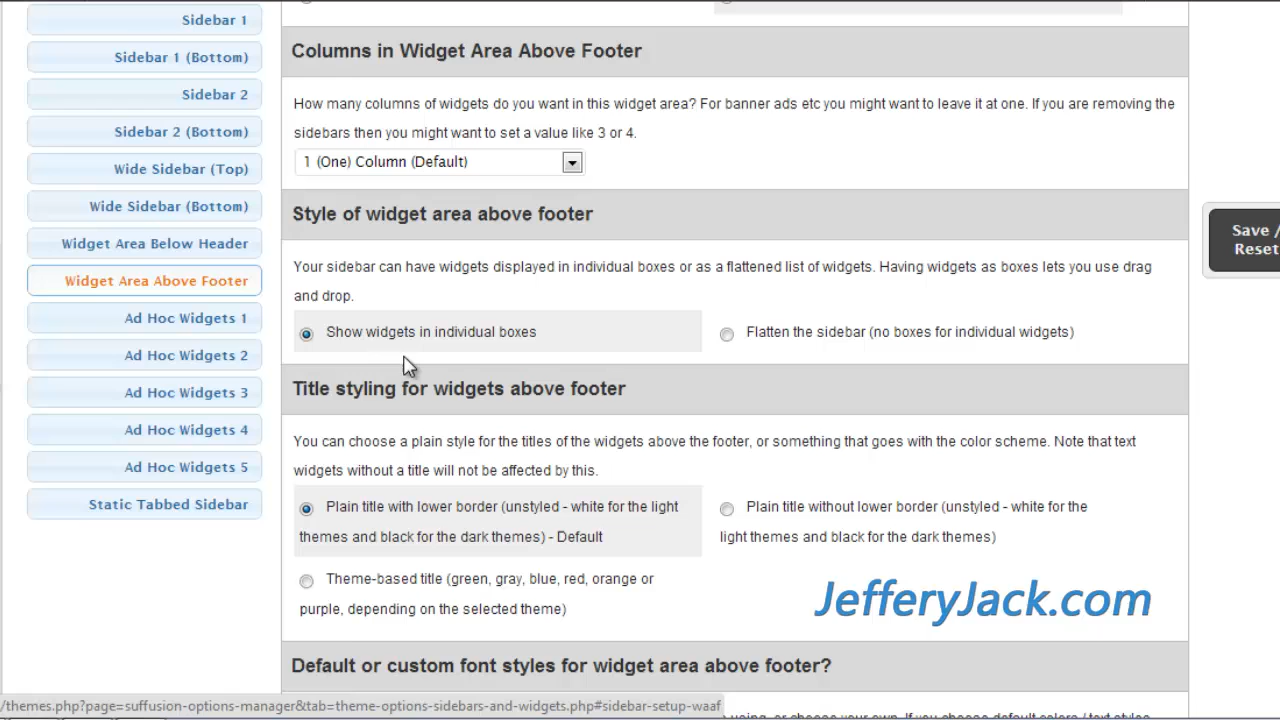 Sidebar 1
Sidebar 1 (Bottom)
Sidebar 2
Sidebar 2 (Bottom)
Wide Sidebar (Top)
Wide Sidebar (Bottom)
Widget Area Below Header
Widget Area Above Footer
Ad Hoc Widgets 1
Ad Hoc Widgets 2
Ad Hoc Widgets 3
Ad Hoc Widgets 4
Ad Hoc Widgets 5
Static Tabbed Sidebar
Columns in Widget Area Above Footer
How many columns of widgets do you want in this widget area? For banner ads etc you might want to leave it at one. If you are removing the
sidebars then you might want to set a value like 3 or 4.
1 (One) Column (Default)
Style of widget area above footer
Your sidebar can have widgets displayed in individual boxes or as a flattened list of widgets. Having widgets as boxes lets you use drag
and drop.
Show widgets in individual boxes
Flatten the sidebar (no boxes for individual widgets)
Title styling for widgets above footer
You can choose a plain style for the titles of the widgets above the footer, or something that goes with the color scheme. Note that text
widgets without a title will not be affected by this.
Plain title with lower border (unstyled - white for the light
themes and black for the dark themes) - Default
Plain title without lower border (unstyled - white for the
light themes and black for the dark themes)
Theme-based title (green, gray, blue, red, orange or
purple, depending on the selected theme)
Default or custom font styles for widget area above footer?
using, or choose your own. If you choose default colors / text styles
Save /
Reset
JefferyJack.com
/themes.php?page=suffusion-options-manager&tab=theme-options-sidebars-and-widgets.php#sidebar-setup-waaf